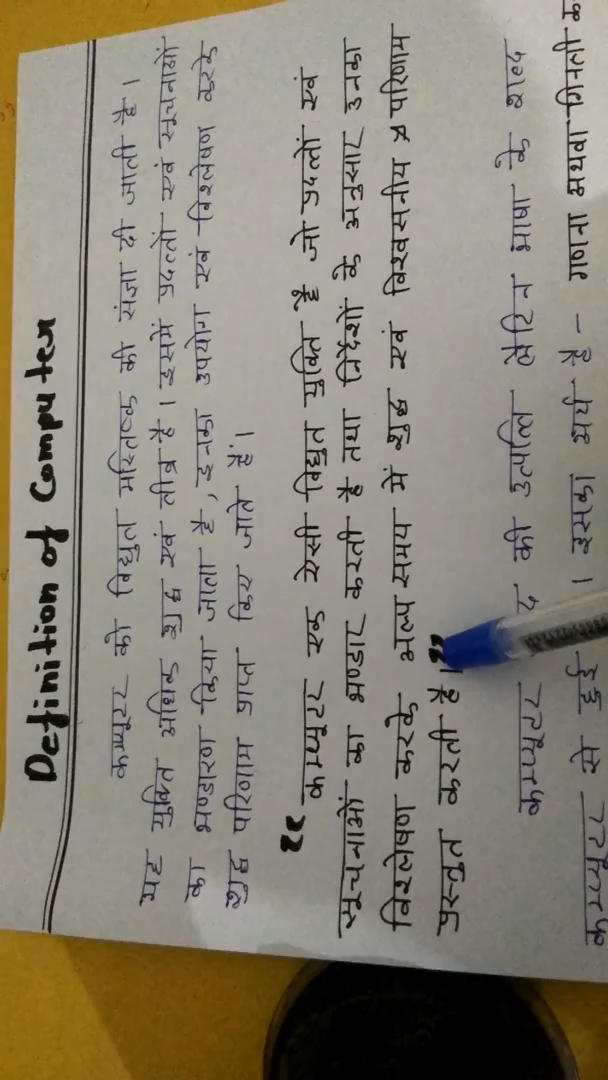 Definition of Computer
कम्प्यूटर को विद्युत मस्तिष्क की संज्ञा दी जाती है।
यह युक्ति अधिक शुद्ध एवं तीव्र है। इसमें प्रदत्तो एवं सूचनाओं
का भण्डारण किया जाता है, इनका उपयोग एवं विश्लेषण करके
शुद्ध परिणाम प्राप्त किये जाते हैं।
“ कम्प्यूटर एक ऐसी विद्युत युक्ति है जो प्रदत्तों एवं
सूचनाओं का भण्डार करती है तथा निर्देशों के अनुसार उनका
विश्लेषण करके अल्प समय में शुद्ध एवं विश्वसनीय परिणाम
प्रस्तुत करती है।”
कम्प्यूटर की उत्पत्ति लैटिन भाषा के शब्द
कम्प्यूटर से हुई । इसका अर्थ है - गणना अथवा गिनती